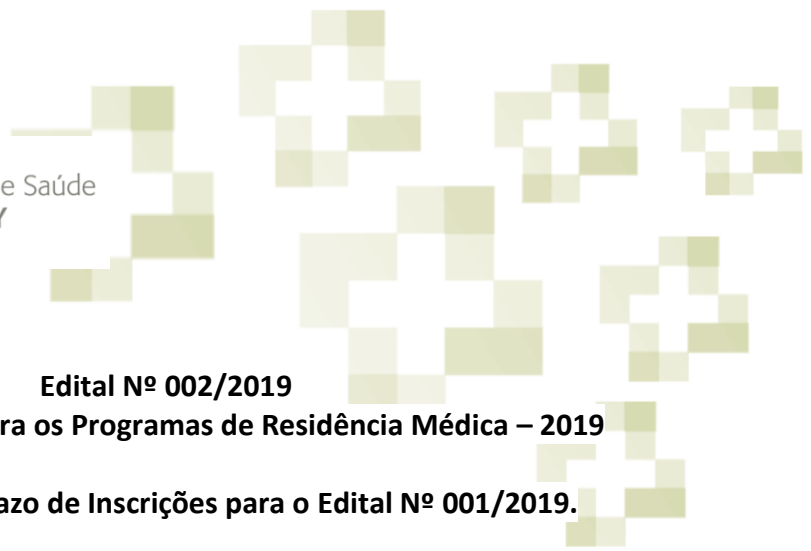 e Saúde
Edital Nº 002/2019
ra os Programas de Residência Médica – 2019
azo de Inscrições para o Edital Nº 001/2019.